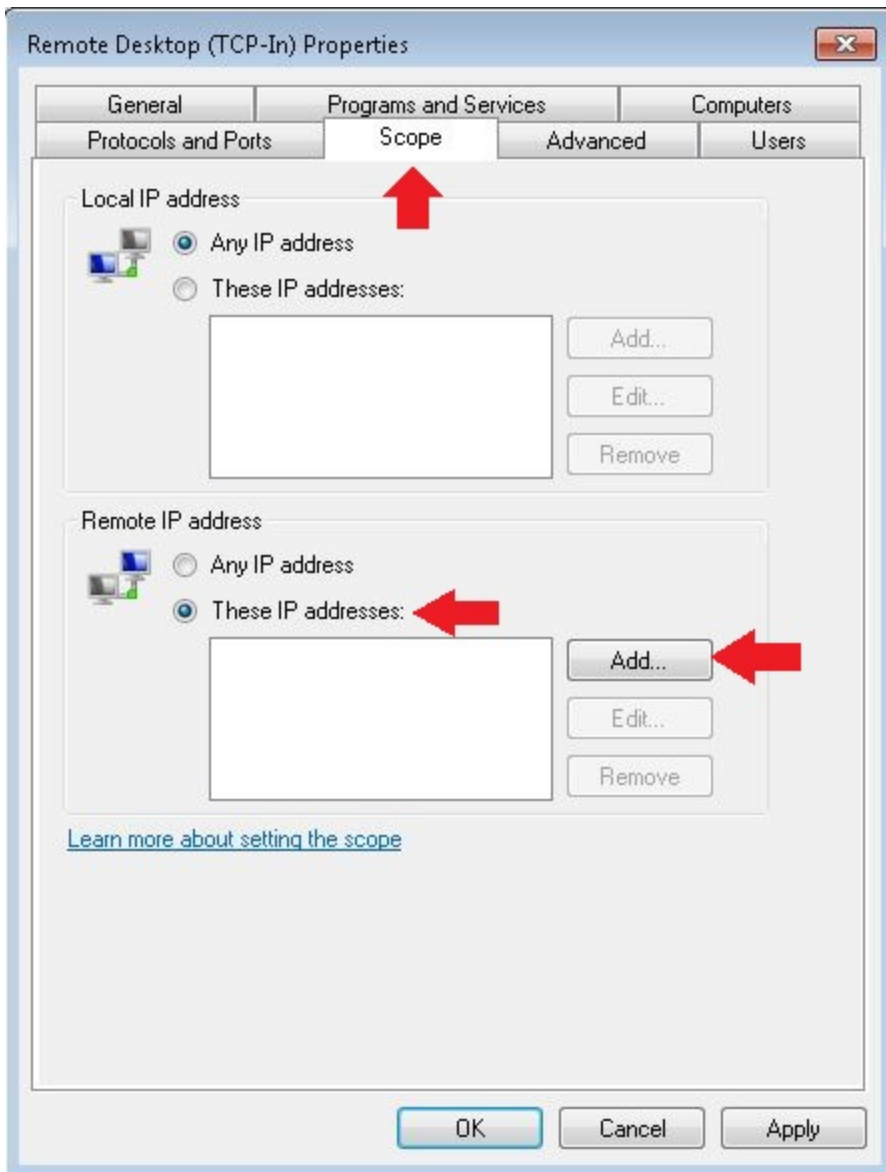 Remote Desktop (TCP-In) Properties
General Programs and Services Computers
Protocols and Ports Scope Advanced Users
Local IP address
Any IP address
These IP addresses:
Add...
Edit...
Remove
Remote IP address
Any IP address
These IP addresses:
Add...
Edit...
Remove
Learn more about setting the scope
OK Cancel Apply